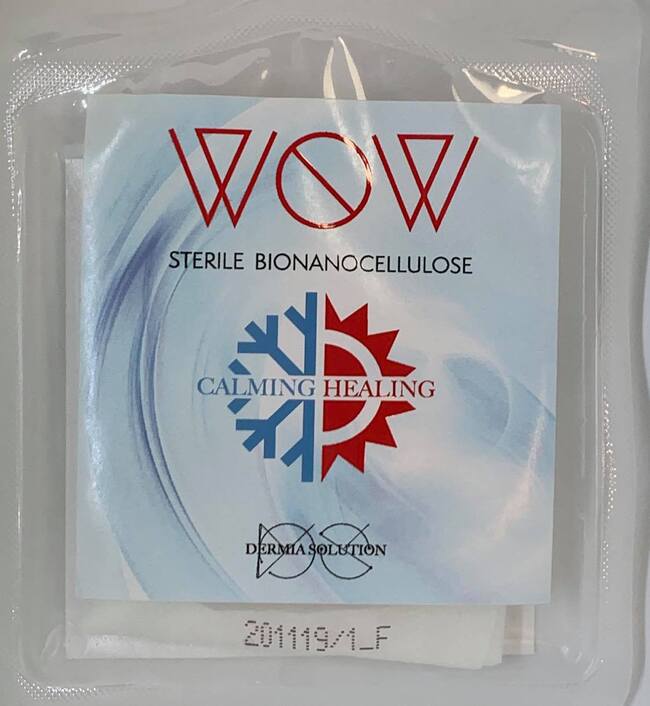 WOW
STERILE BIONANOCELLULOSE
CALMING HEALING
DERMIA SOLUTION
201119/1_F